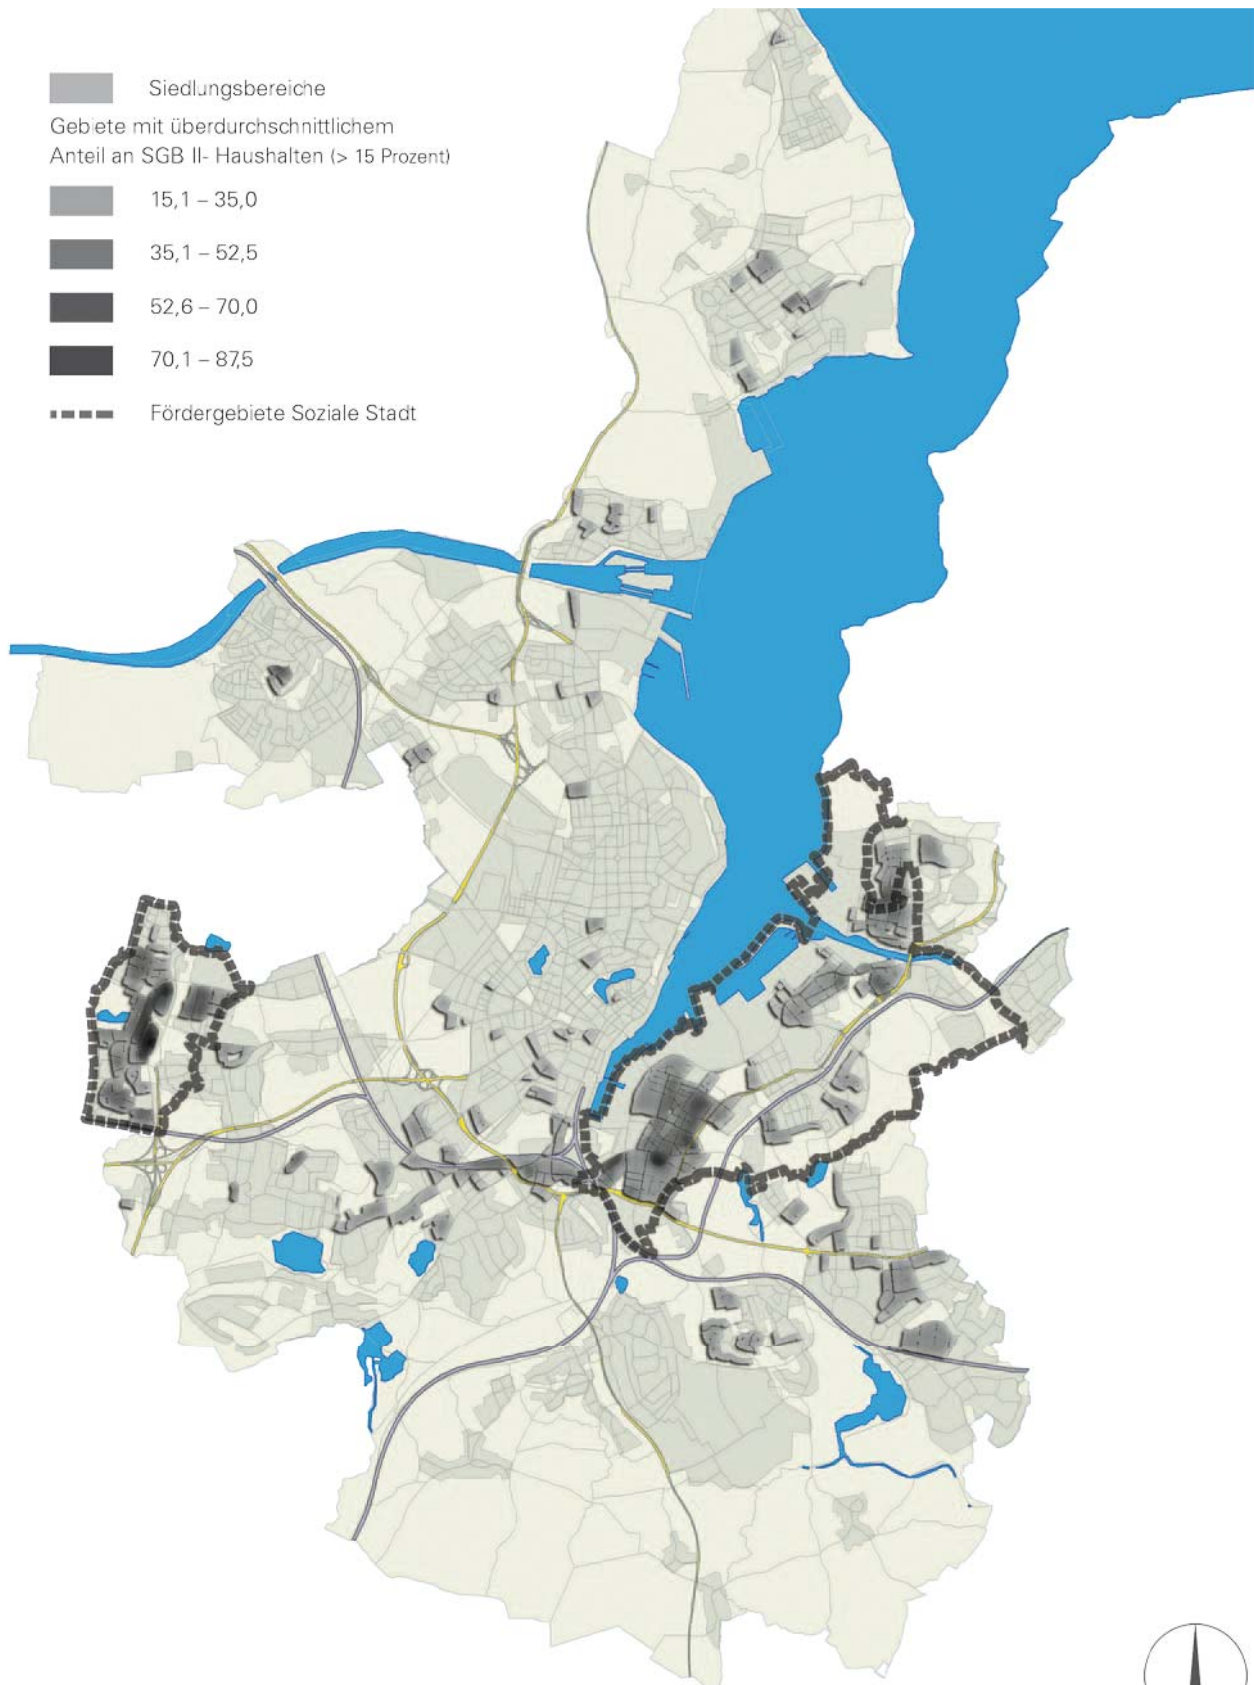 Siedlungsbereiche
Gebiete mit überdurchschnittlichem
Anteil an SGB II- Haushalten (> 15 Prozent)
15,1 – 35,0
35,1 – 52,5
52,6 – 70,0
70,1 – 87,5
Fördergebiete Soziale Stadt